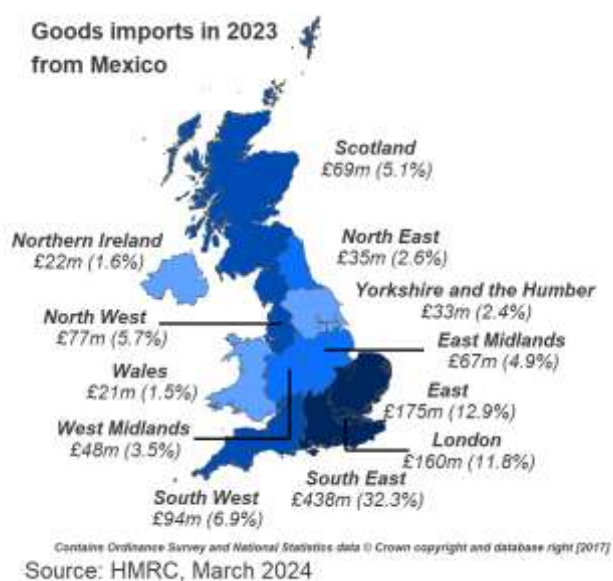 Goods imports in 2023
from Mexico
Scotland
£69m (5.1%)
Northern Ireland
£22m (1.6%)
North East
£35m (2.6%)
Yorkshire and the Humber
£33m (2.4%)
North West
£77m (5.7%)
East Midlands
£67m (4.9%)
Wales
£21m (1.5%)
East
£175m (12.9%)
West Midlands
£48m (3.5%)
London
£160m (11.8%)
South East
£438m (32.3%)
South West
£94m (6.9%)
Contains Ordinance Survey and National Statistics data © Crown copyright and database right [2017]
Source: HMRC, March 2024